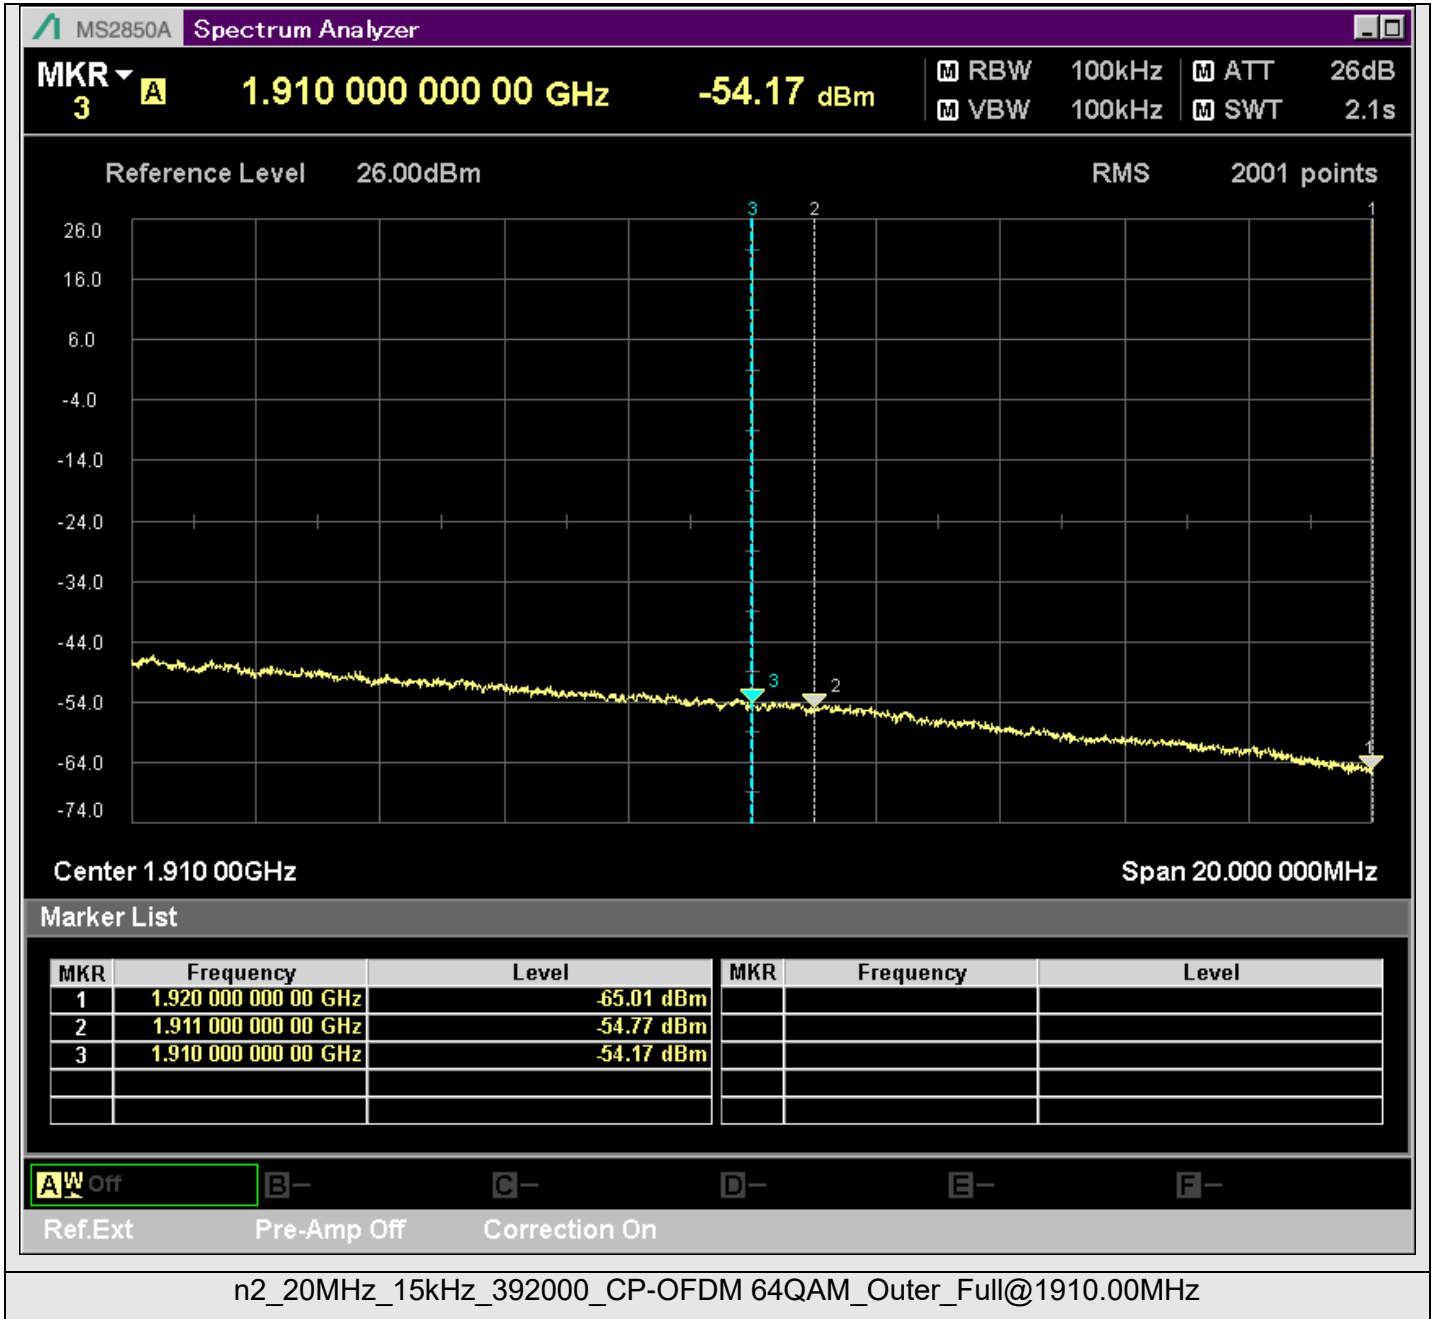 MS2850A Spectrum Analyzer
MKR A 1.910 000 000 00 GHz -54.17 dBm M RBW 100kHz M ATT 26dB
3 M VBW 100kHz M SWT 2.1s
Reference Level 26.00dBm RMS 2001 points
3 2 1
26.0
16.0
6.0
-4.0
-14.0
-24.0
-34.0
-44.0
3 2
-54.0
1
-64.0
-74.0
Center 1.910 00GHz Span 20.000 000MHz
Marker List
MKR Frequency Level MKR Frequency Level
1 1.920 000 000 00 GHz -65.01 dBm
2 1.911 000 000 00 GHz -54.77 dBm
3 1.910 000 000 00 GHz -54.17 dBm
A W Off B – C – D – E – F –
Ref.Ext Pre-Amp Off Correction On
n2_20MHz_15kHz_392000_CP-OFDM 64QAM_Outer_Full@1910.00MHz